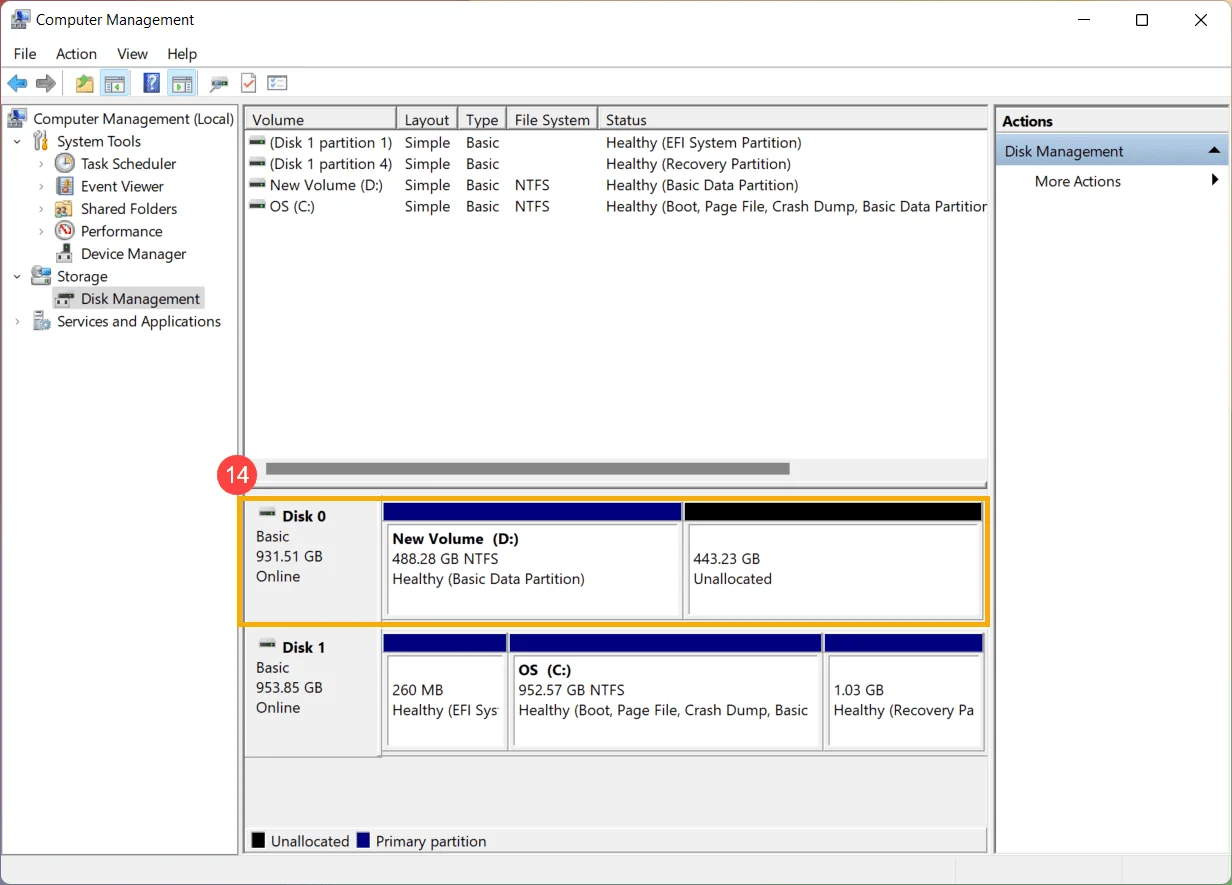 Computer Management
File Action View Help
Computer Management (Local)
System Tools
Task Scheduler
Event Viewer
Shared Folders
Performance
Device Manager
Storage
Disk Management
Services and Applications
Volume Layout Type File System Status
(Disk 1 partition 1) Simple Basic Healthy (EFI System Partition)
(Disk 1 partition 4) Simple Basic Healthy (Recovery Partition)
New Volume (D:) Simple Basic NTFS Healthy (Basic Data Partition)
OS (C:) Simple Basic NTFS Healthy (Boot, Page File, Crash Dump, Basic Data Partition
14
Disk 0
Basic
931.51 GB
Online
New Volume (D:)
488.28 GB NTFS
Healthy (Basic Data Partition)
443.23 GB
Unallocated
Disk 1
Basic
953.85 GB
Online
260 MB
Healthy (EFI Sys
OS (C:)
952.57 GB NTFS
Healthy (Boot, Page File, Crash Dump, Basic
1.03 GB
Healthy (Recovery Pa
Unallocated Primary partition
Actions
Disk Management
More Actions